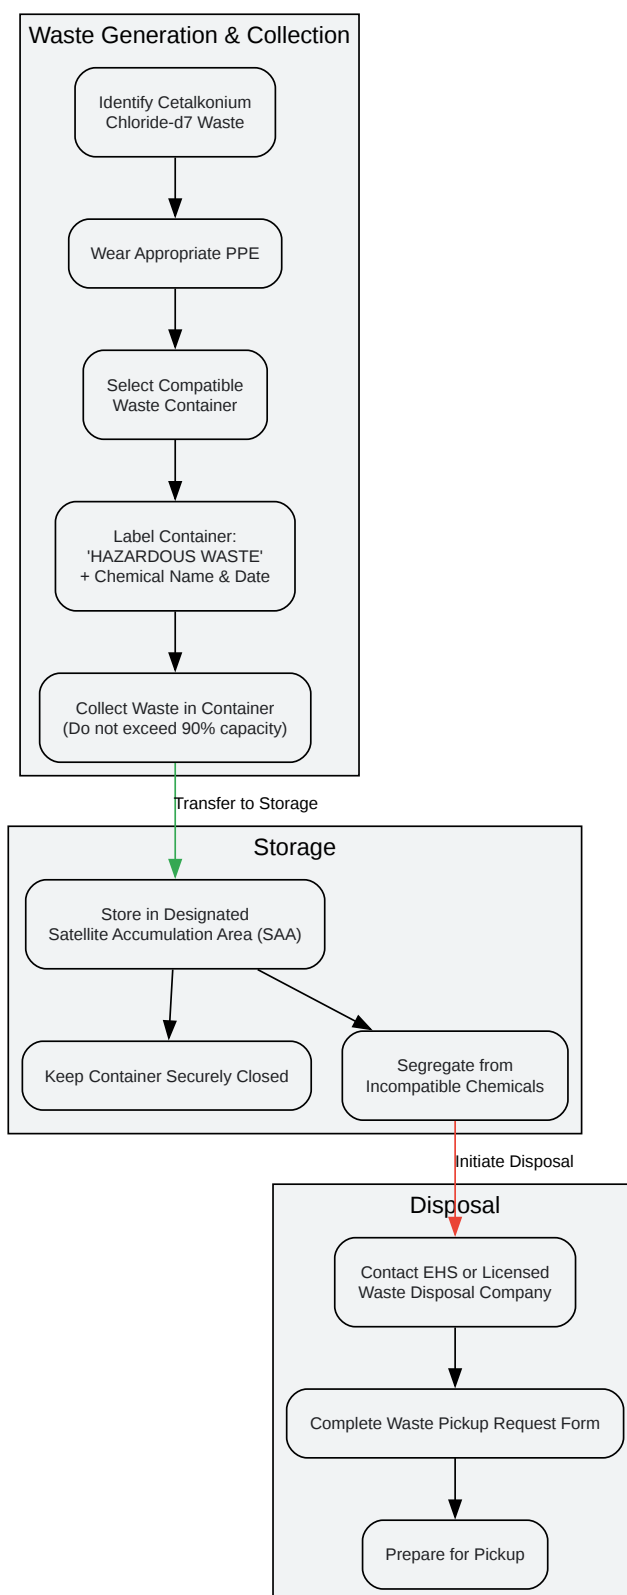 Waste Generation & Collection
Identify Cetalkonium
Chloride-d7 Waste
Wear Appropriate PPE
Select Compatible
Waste Container
Label Container:
'HAZARDOUS WASTE'
+ Chemical Name & Date
Collect Waste in Container
(Do not exceed 90% capacity)
Transfer to Storage
Storage
Store in Designated
Satellite Accumulation Area (SAA)
Keep Container Securely Closed
Segregate from
Incompatible Chemicals
Initiate Disposal
Disposal
Contact EHS or Licensed
Waste Disposal Company
Complete Waste Pickup Request Form
Prepare for Pickup